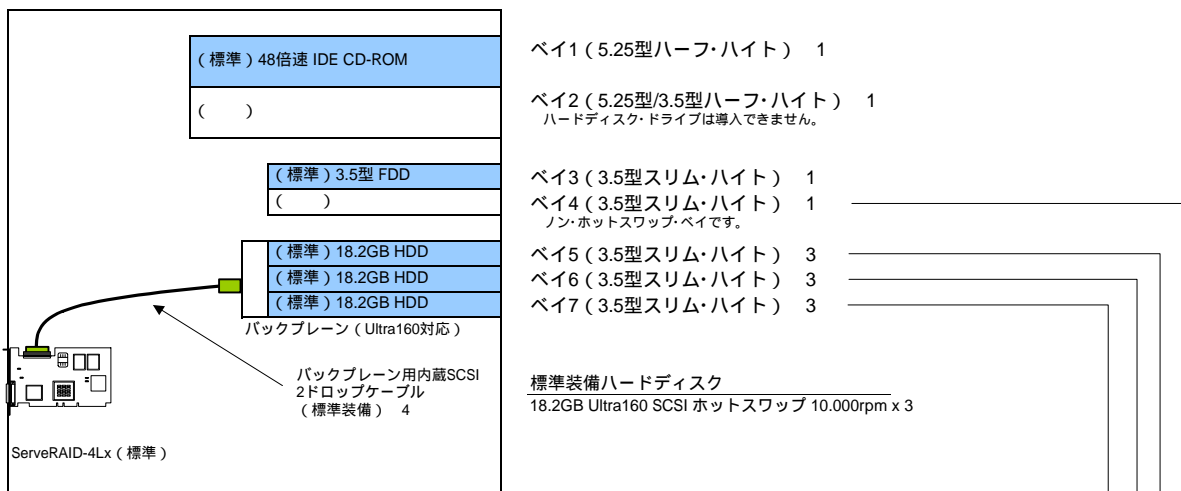 (標準)48倍速 IDE CD-ROM
ベイ1(5.25型ハーフ・ハイト) 1
(  )
ベイ2(5.25型/3.5型ハーフ・ハイト) 1
ハードディスク・ドライブは導入できません。
(標準)3.5型 FDD
ベイ3(3.5型スリム・ハイト) 1
(  )
ベイ4(3.5型スリム・ハイト) 1
ノン・ホットスワップ・ベイです。
(標準)18.2GB HDD
ベイ5(3.5型スリム・ハイト) 3
(標準)18.2GB HDD
ベイ6(3.5型スリム・ハイト) 3
(標準)18.2GB HDD
ベイ7(3.5型スリム・ハイト) 3
バックプレーン(Ultra160対応)
バックプレーン用内蔵SCSI
2ドロップケーブル
(標準装備) 4
標準装備ハードディスク
18.2GB Ultra160 SCSI ホットスワップ 10.000rpm x 3
ServeRAID-4Lx(標準)